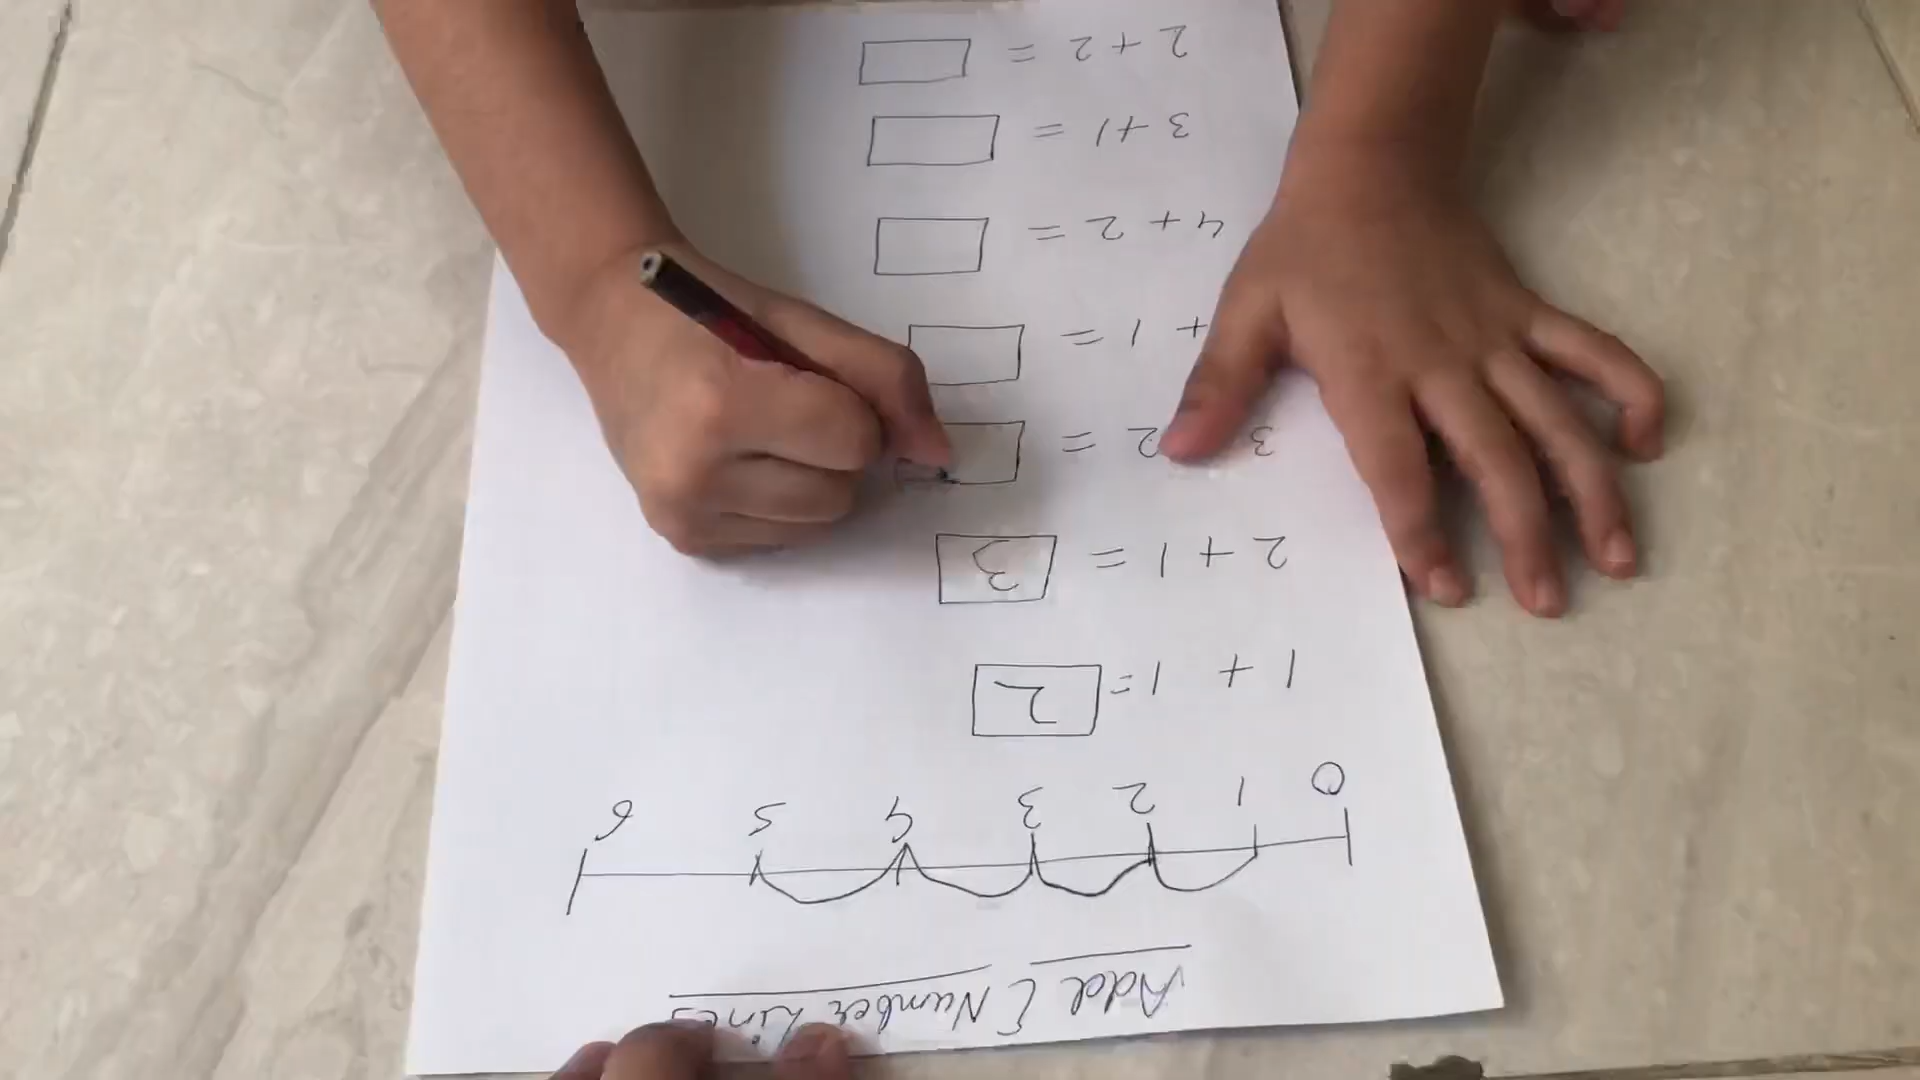 Add C Number Lines
0 1 2 3 4 5 6
1 + 1 = 2
2 + 1 = 3
3 2 =
+ 1 =
4 + 2 =
3 + 1 =
2 + 2 =